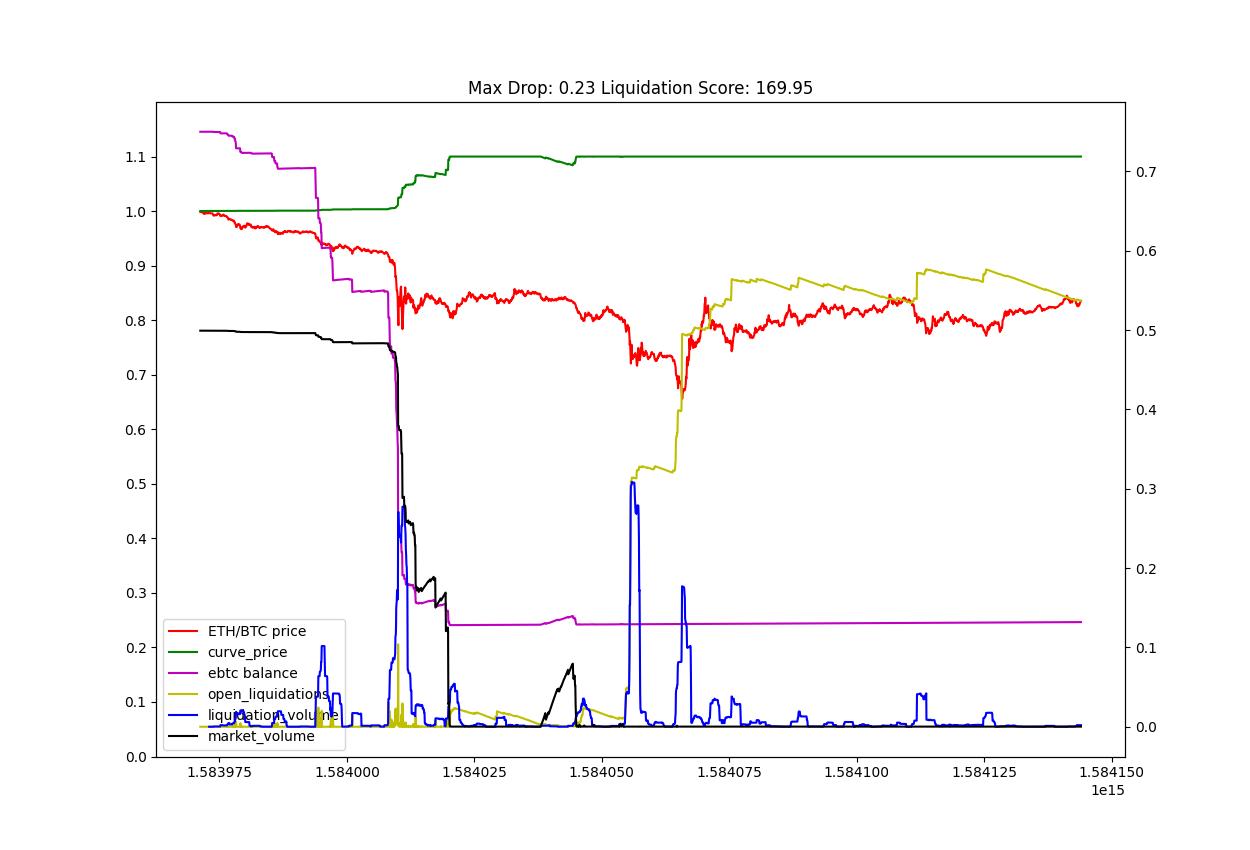 Max Drop: 0.23 Liquidation Score: 169.95
1.1
1.0
0.9
0.8
0.7
0.6
0.5
0.4
0.3
0.2
0.1
0.0
0.7
0.6
0.5
0.4
0.3
0.2
0.1
0.0
ETH/BTC price
curve_price
ebtc balance
open_liquidations
liquidation_volume
market_volume
1.583975 1.584000 1.584025 1.584050 1.584075 1.584100 1.584125 1.584150
1e15